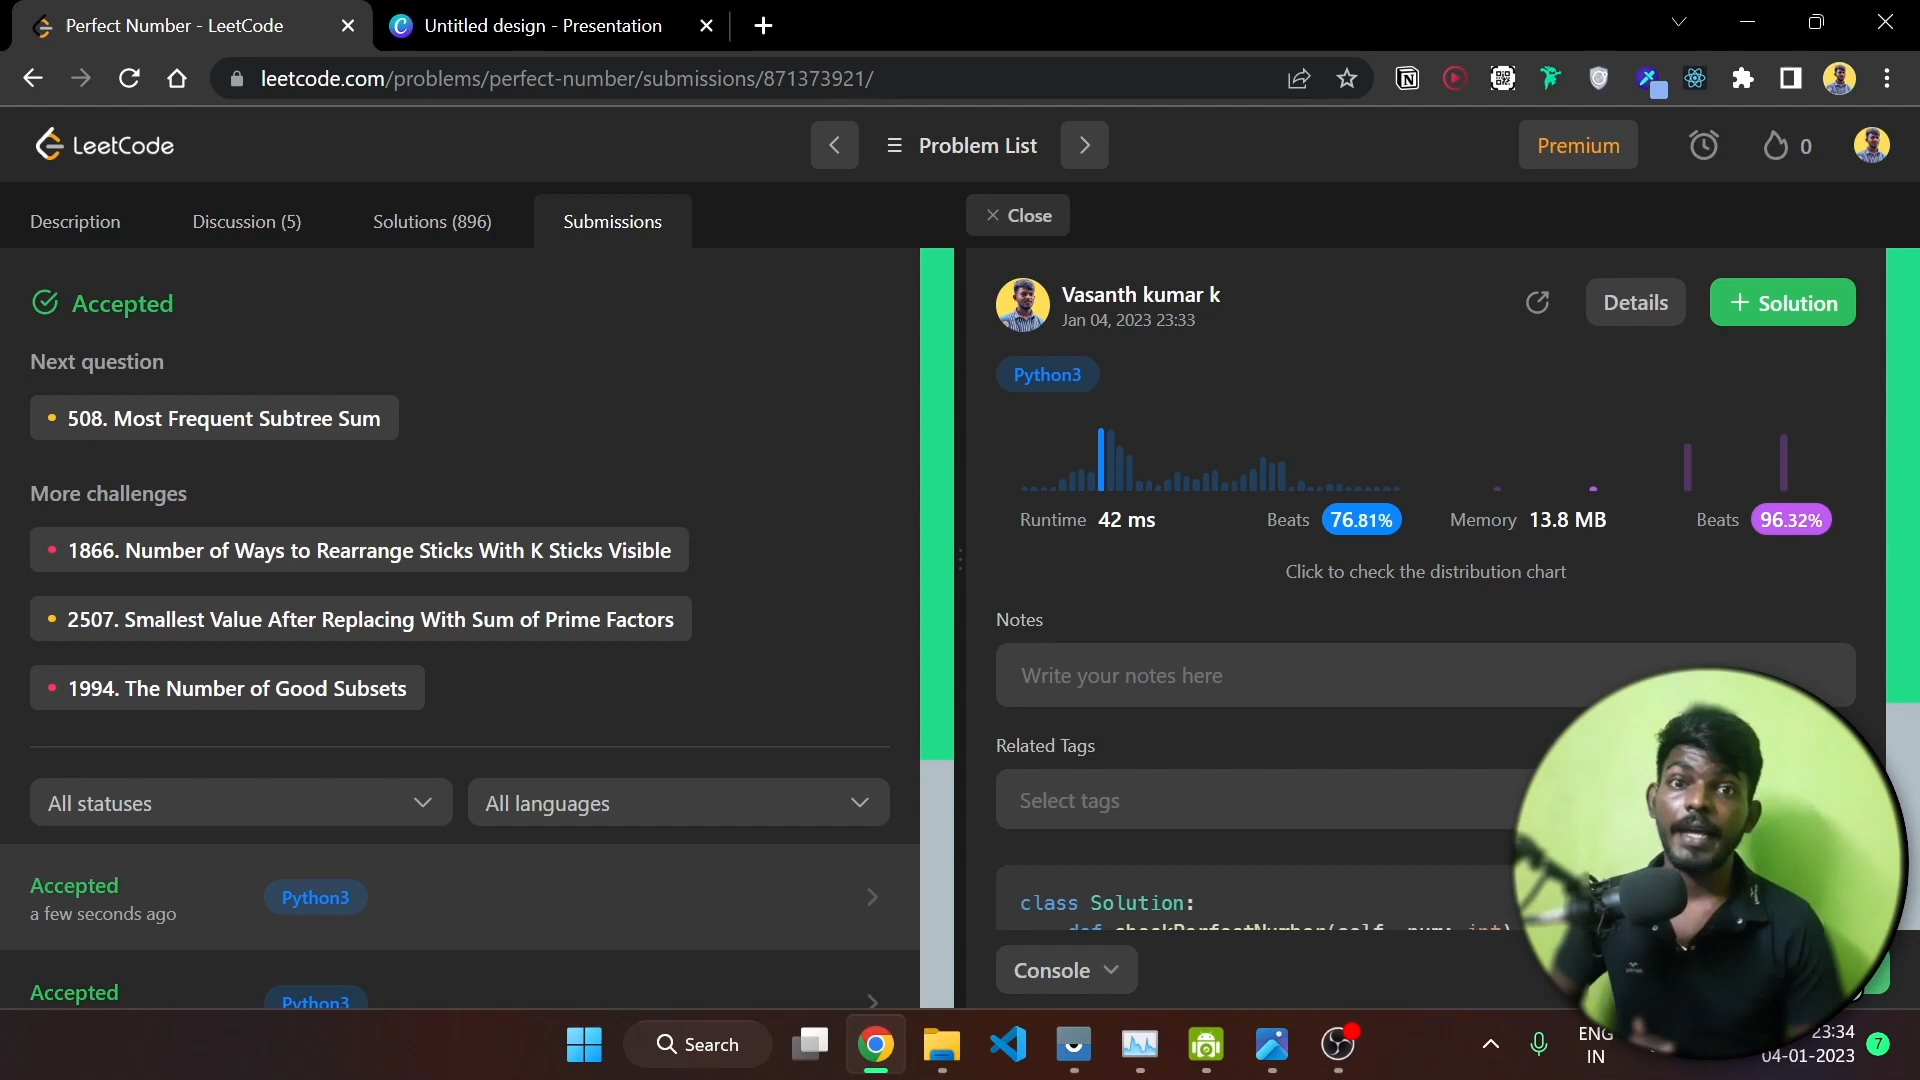 Perfect Number - LeetCode
Untitled design - Presentation
leetcode.com/problems/perfect-number/submissions/871373921/
LeetCode
Problem List
Premium
0
Description
Discussion (5)
Solutions (896)
Submissions
Close
Accepted
Next question
508. Most Frequent Subtree Sum
More challenges
1866. Number of Ways to Rearrange Sticks With K Sticks Visible
2507. Smallest Value After Replacing With Sum of Prime Factors
1994. The Number of Good Subsets
All statuses
All languages
Accepted
a few seconds ago
Python3
Accepted
Python3
Vasanth kumar k
Jan 04, 2023 23:33
Details
+ Solution
Python3
Runtime 42 ms
Beats 76.81%
Memory 13.8 MB
Beats 96.32%
Click to check the distribution chart
Notes
Write your notes here
Related Tags
Select tags
class Solution:
def checkPerfectNumber(self, num: int)
Console
Search
ENG
IN
23:34
04-01-2023
7